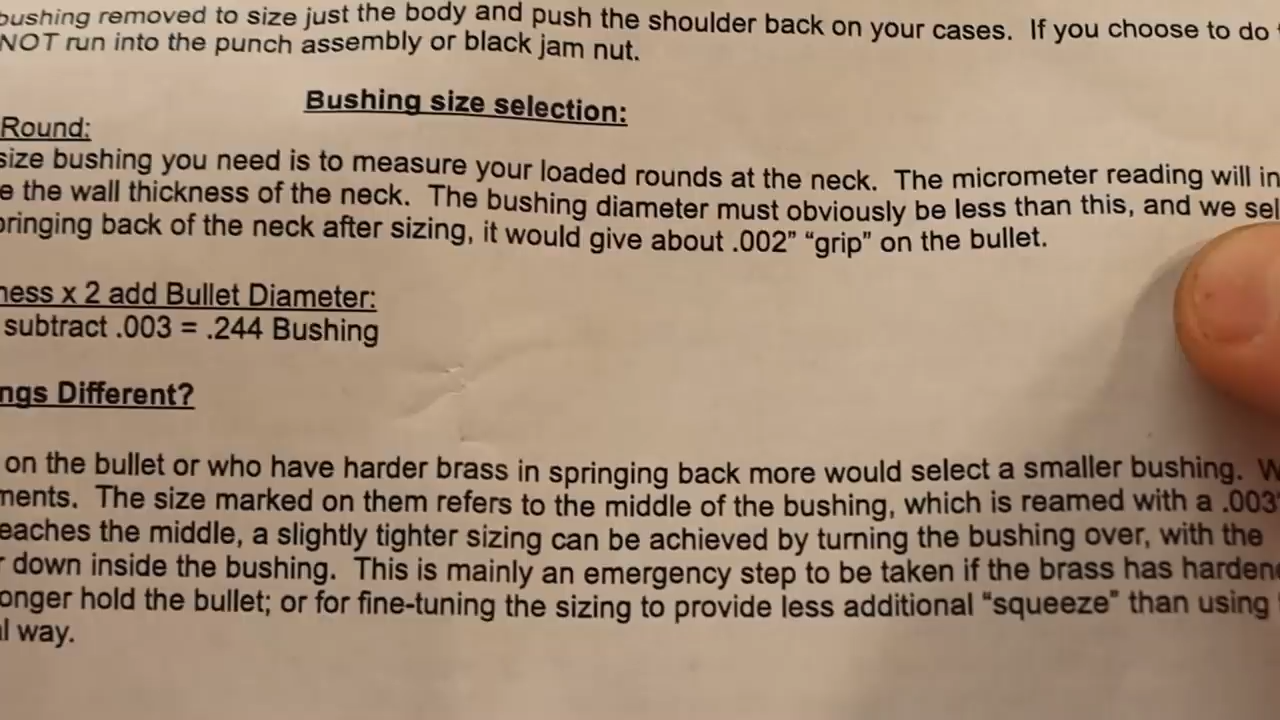 bushing removed to size just the body and push the shoulder back on your cases. If you choose to do
NOT run into the punch assembly or black jam nut.
Bushing size selection:
Round:
size bushing you need is to measure your loaded rounds at the neck. The micrometer reading will in
e the wall thickness of the neck. The bushing diameter must obviously be less than this, and we sel
pringing back of the neck after sizing, it would give about .002” “grip” on the bullet.
ness x 2 add Bullet Diameter:
subtract .003 = .244 Bushing
ngs Different?
on the bullet or who have harder brass in springing back more would select a smaller bushing. W
ments. The size marked on them refers to the middle of the bushing, which is reamed with a .003”
eaches the middle, a slightly tighter sizing can be achieved by turning the bushing over, with the
r down inside the bushing. This is mainly an emergency step to be taken if the brass has hardene
onger hold the bullet; or for fine-tuning the sizing to provide less additional “squeeze” than using
l way.